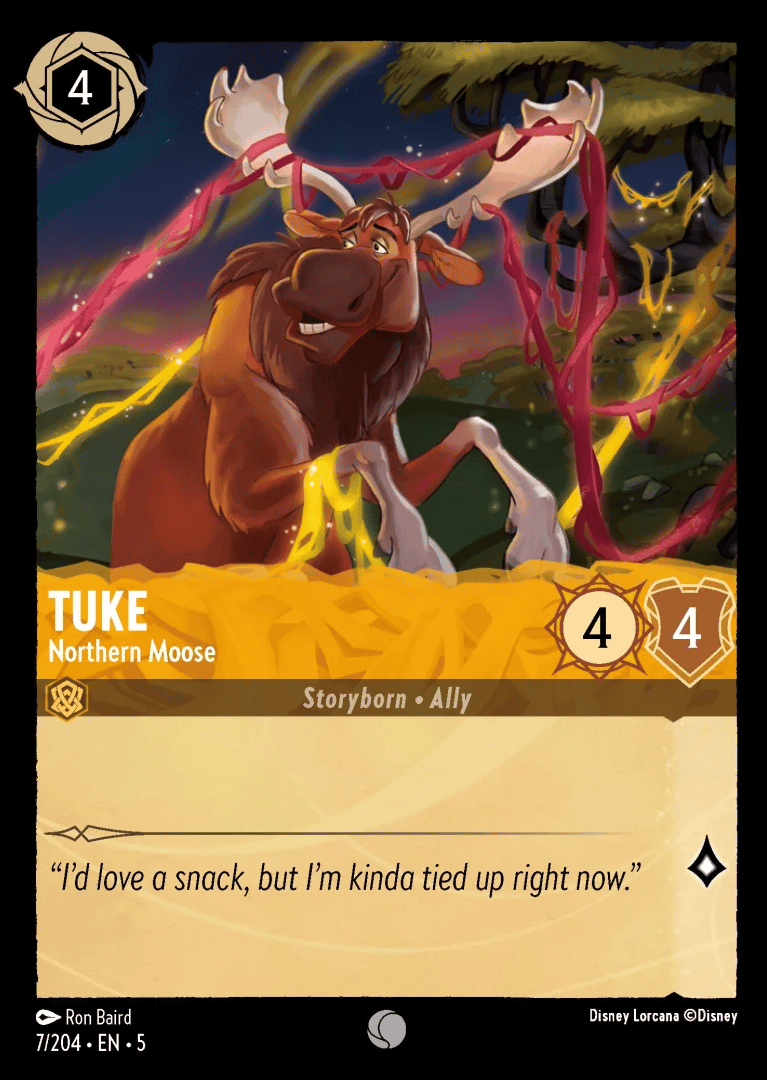 4
TUKE
Northern Moose
4
4
Storyborn • Ally
“I’d love a snack, but I’m kinda tied up right now.”
Ron Baird
Disney Lorcana ©Disney
7/204 • EN • 5